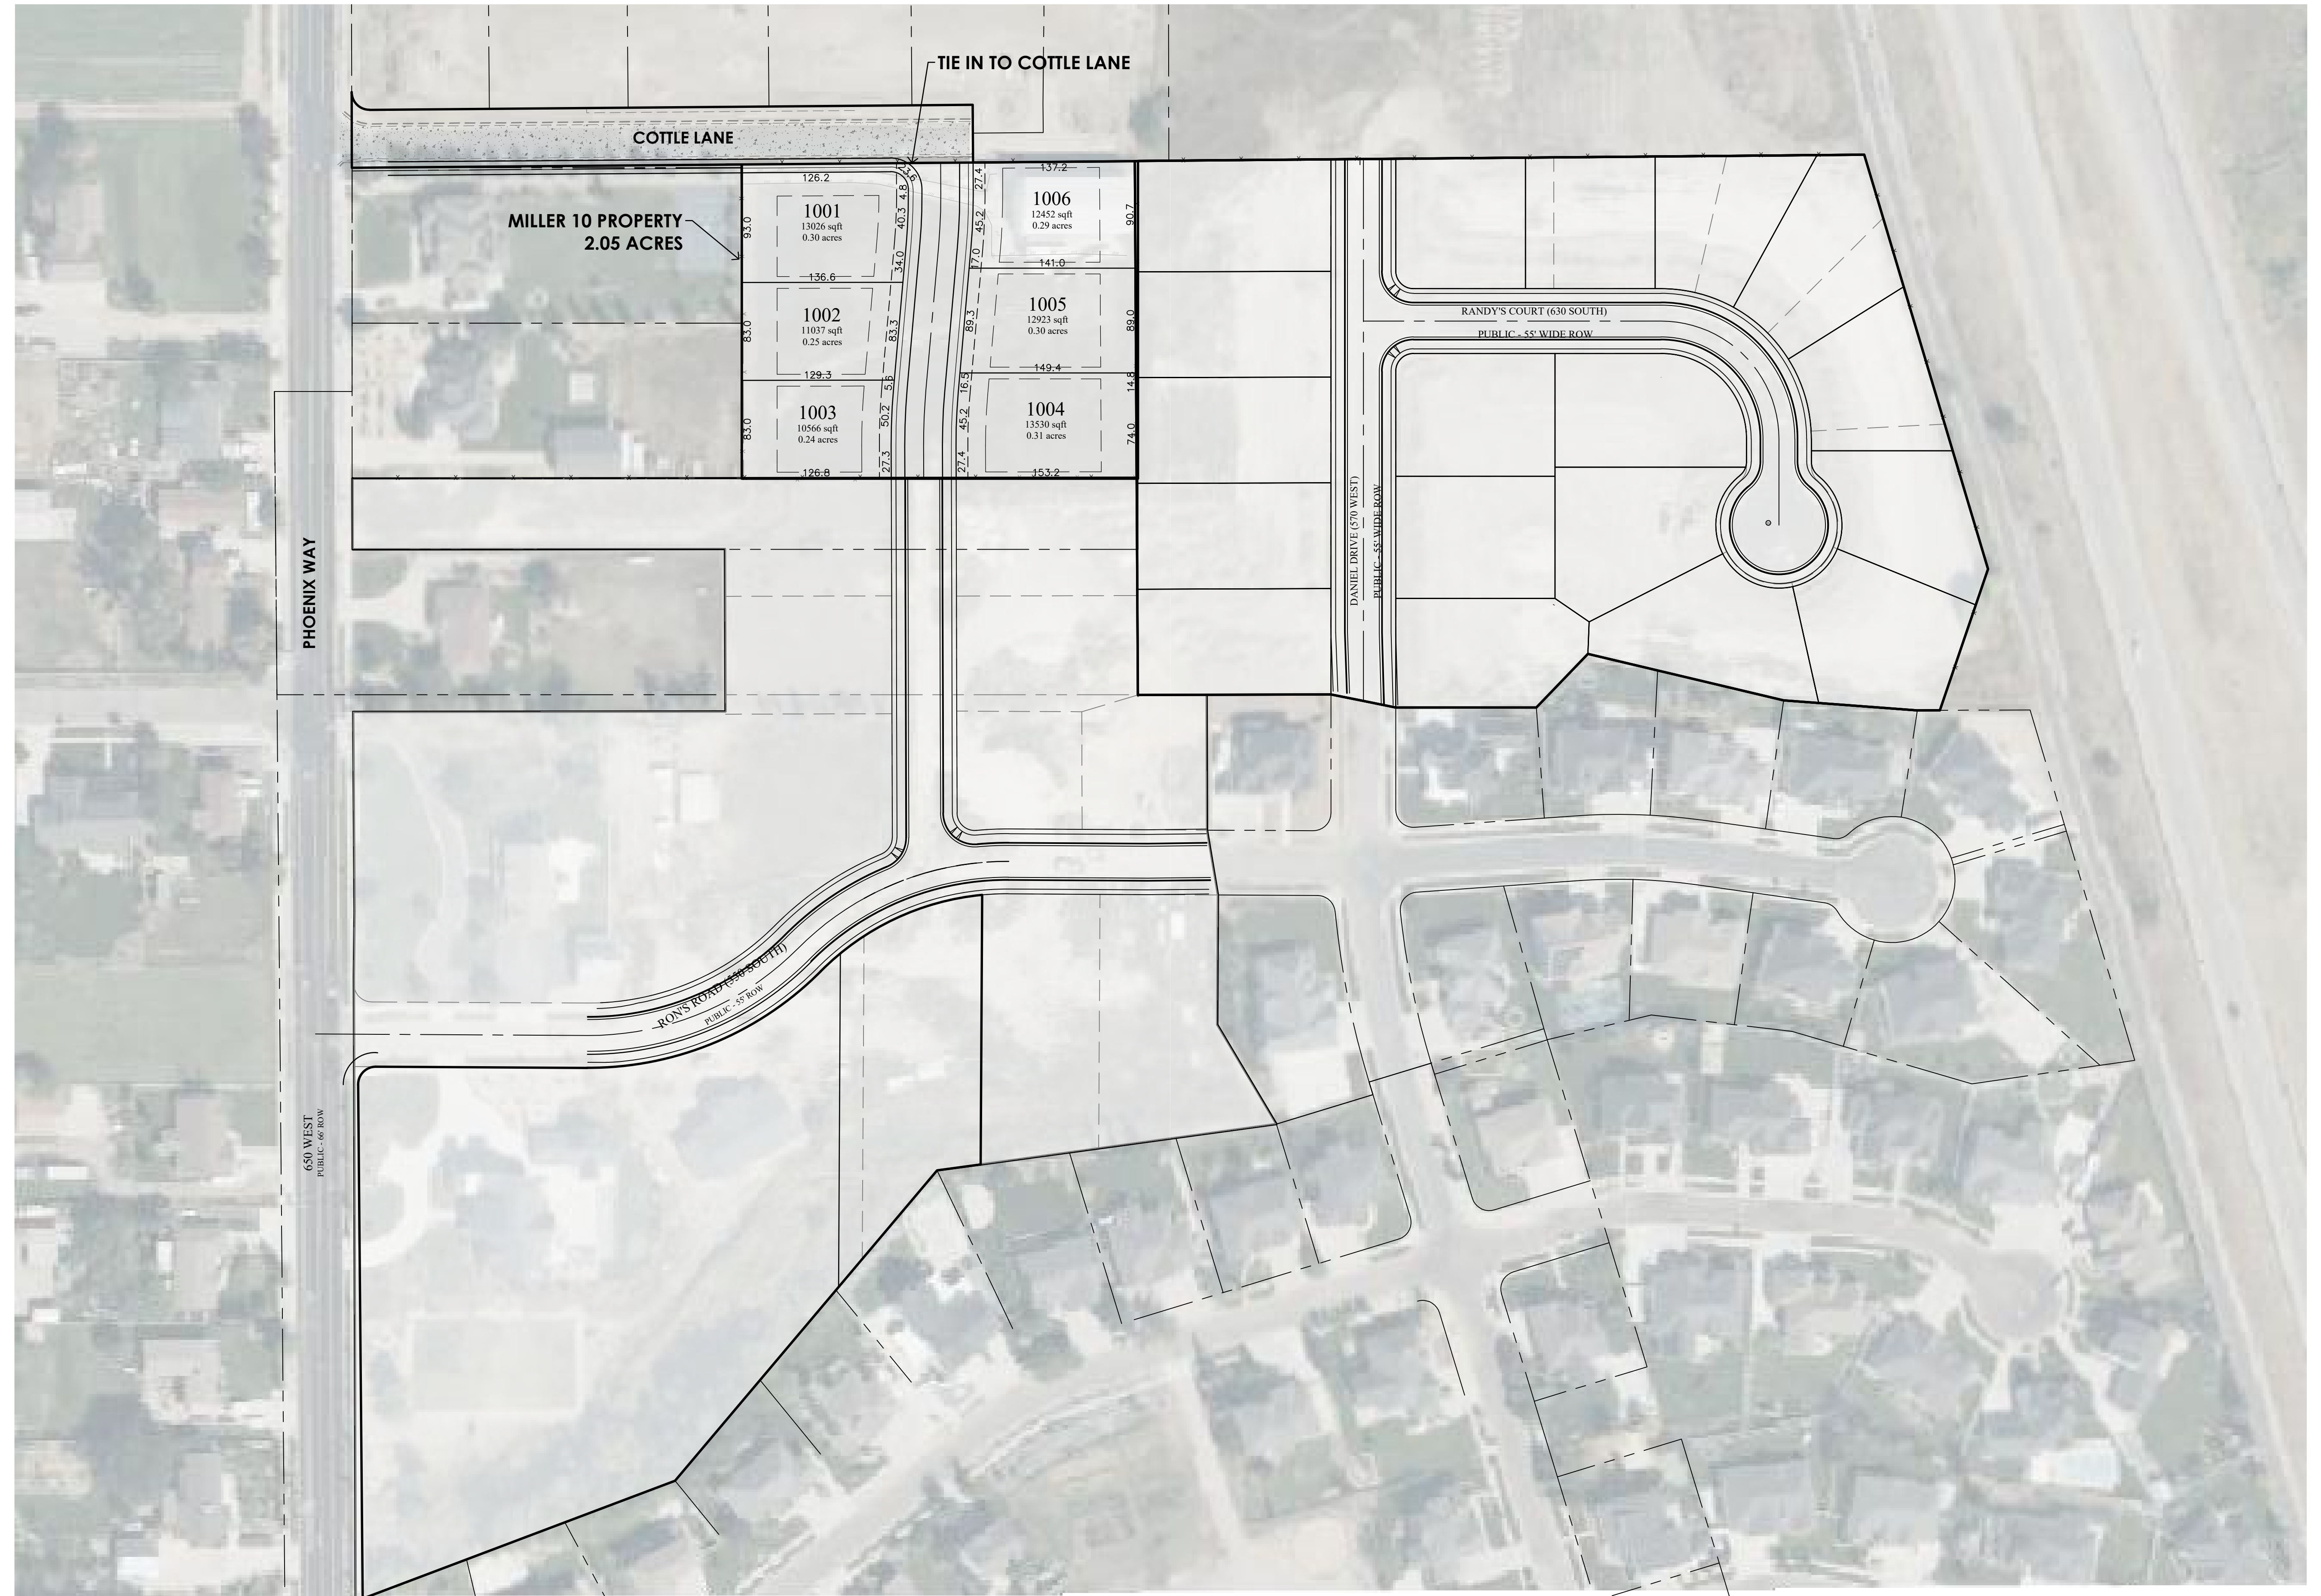 TIE IN TO COTTLE LANE
COTTLE LANE
MILLER 10 PROPERTY
2.05 ACRES
126.2
23.6
4.8
40.3
34.0
93.0
1001
13026 sqft
0.30 acres
136.6
27.4
45.2
17.0
137.2
1006
12452 sqft
0.29 acres
90.7
141.0
83.0
1002
11037 sqft
0.25 acres
83.3
129.3
89.3
1005
12923 sqft
0.30 acres
89.0
149.4
83.0
1003
10566 sqft
0.24 acres
5.6
50.2
27.3
126.8
16.5
45.2
27.4
1004
13530 sqft
0.31 acres
14.8
74.0
153.2
RANDY'S COURT (630 SOUTH)
PUBLIC - 55' WIDE ROW
DANIEL DRIVE (570 WEST)
PUBLIC - 55' WIDE ROW
PHOENIX WAY
RON'S ROAD (550 SOUTH)
PUBLIC - 55' ROW
650 WEST
PUBLIC - 66' ROW